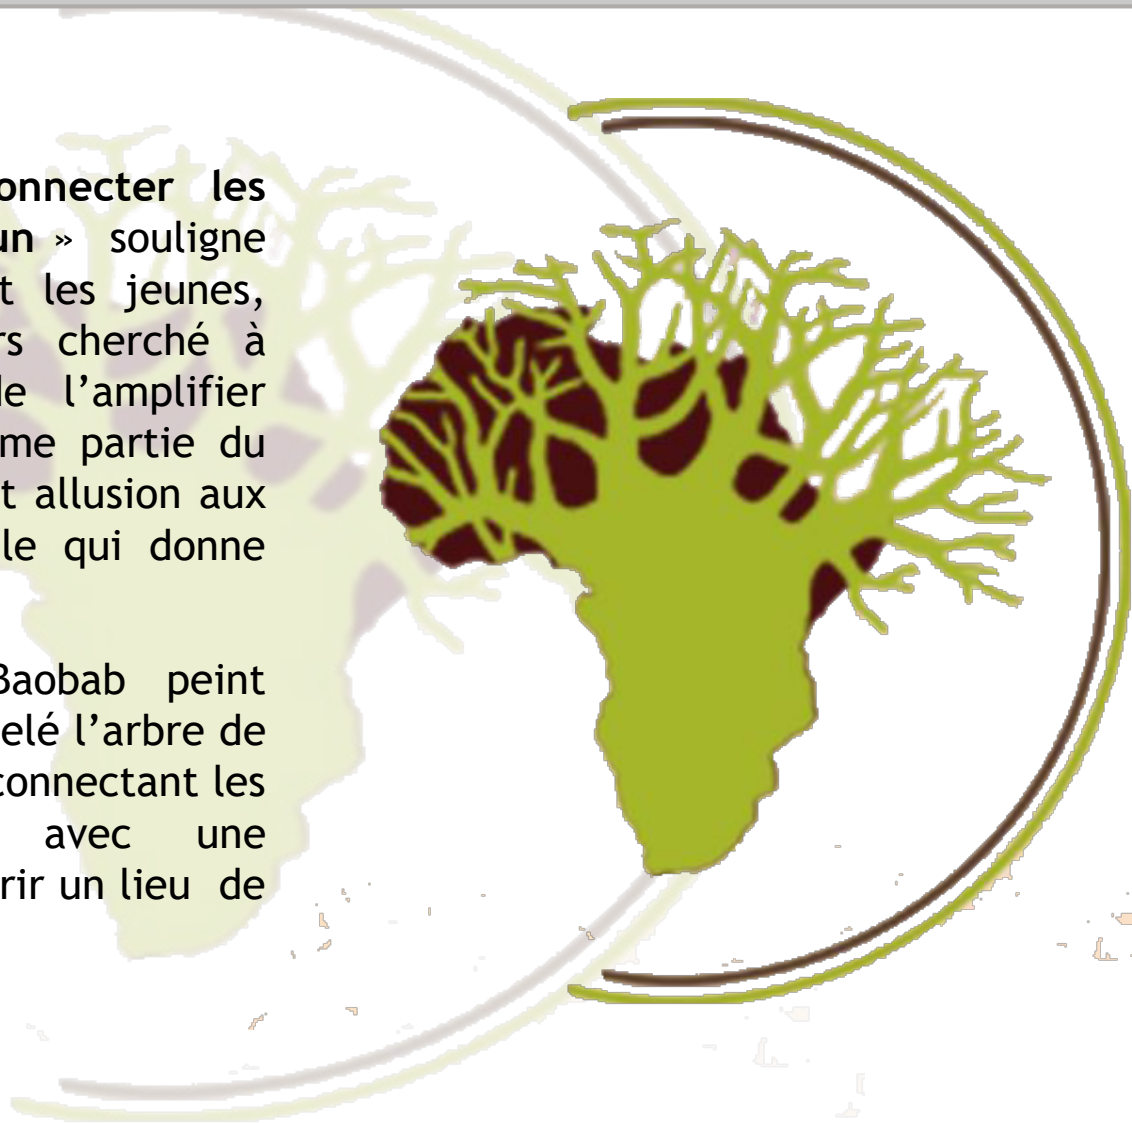 onnecter les
un » souligne
t les jeunes,
rs cherché à
le l’amplifier
me partie du
t allusion aux
le qui donne
Baobab peint
elé l’arbre de
connectant les
avec une
rir un lieu de